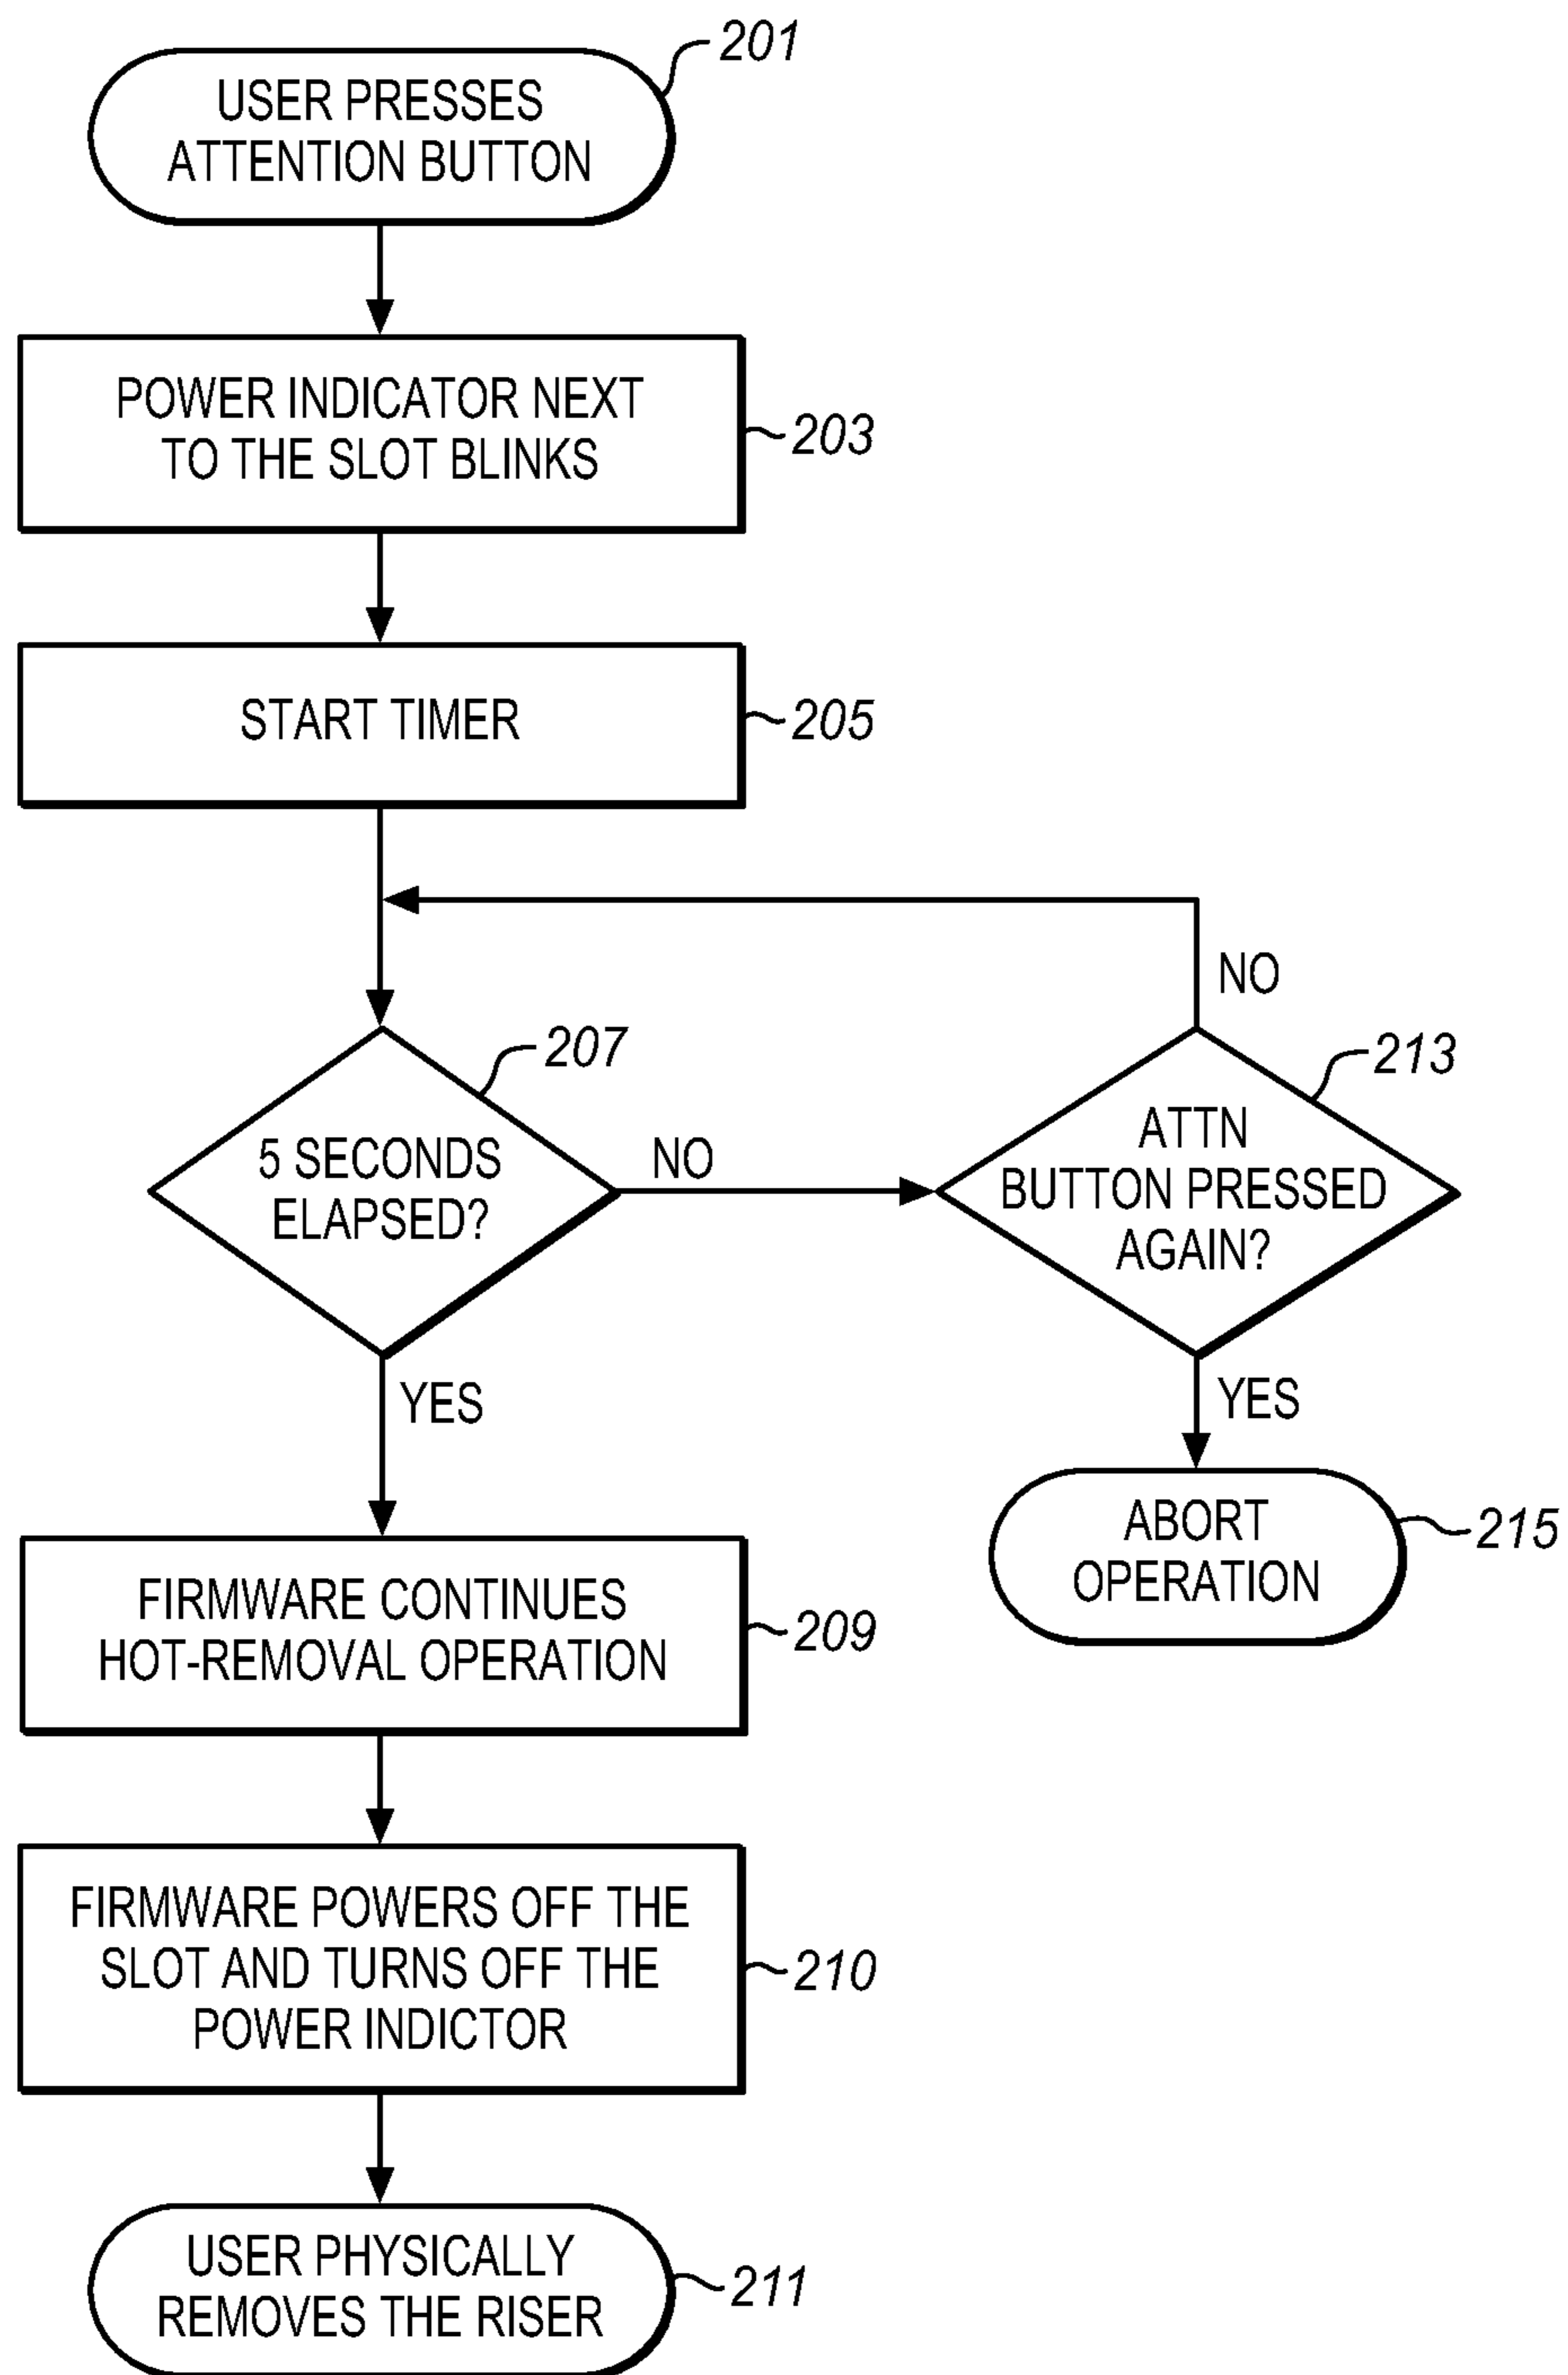 201
USER PRESSES
ATTENTION BUTTON
POWER INDICATOR NEXT
TO THE SLOT BLINKS
203
START TIMER
205
NO
207
213
5 SECONDS
ELAPSED?
NO
ATTN
BUTTON PRESSED
AGAIN?
YES
YES
ABORT
OPERATION
215
FIRMWARE CONTINUES
HOT-REMOVAL OPERATION
209
FIRMWARE POWERS OFF THE
SLOT AND TURNS OFF THE
POWER INDICTOR
210
USER PHYSICALLY
REMOVES THE RISER
211